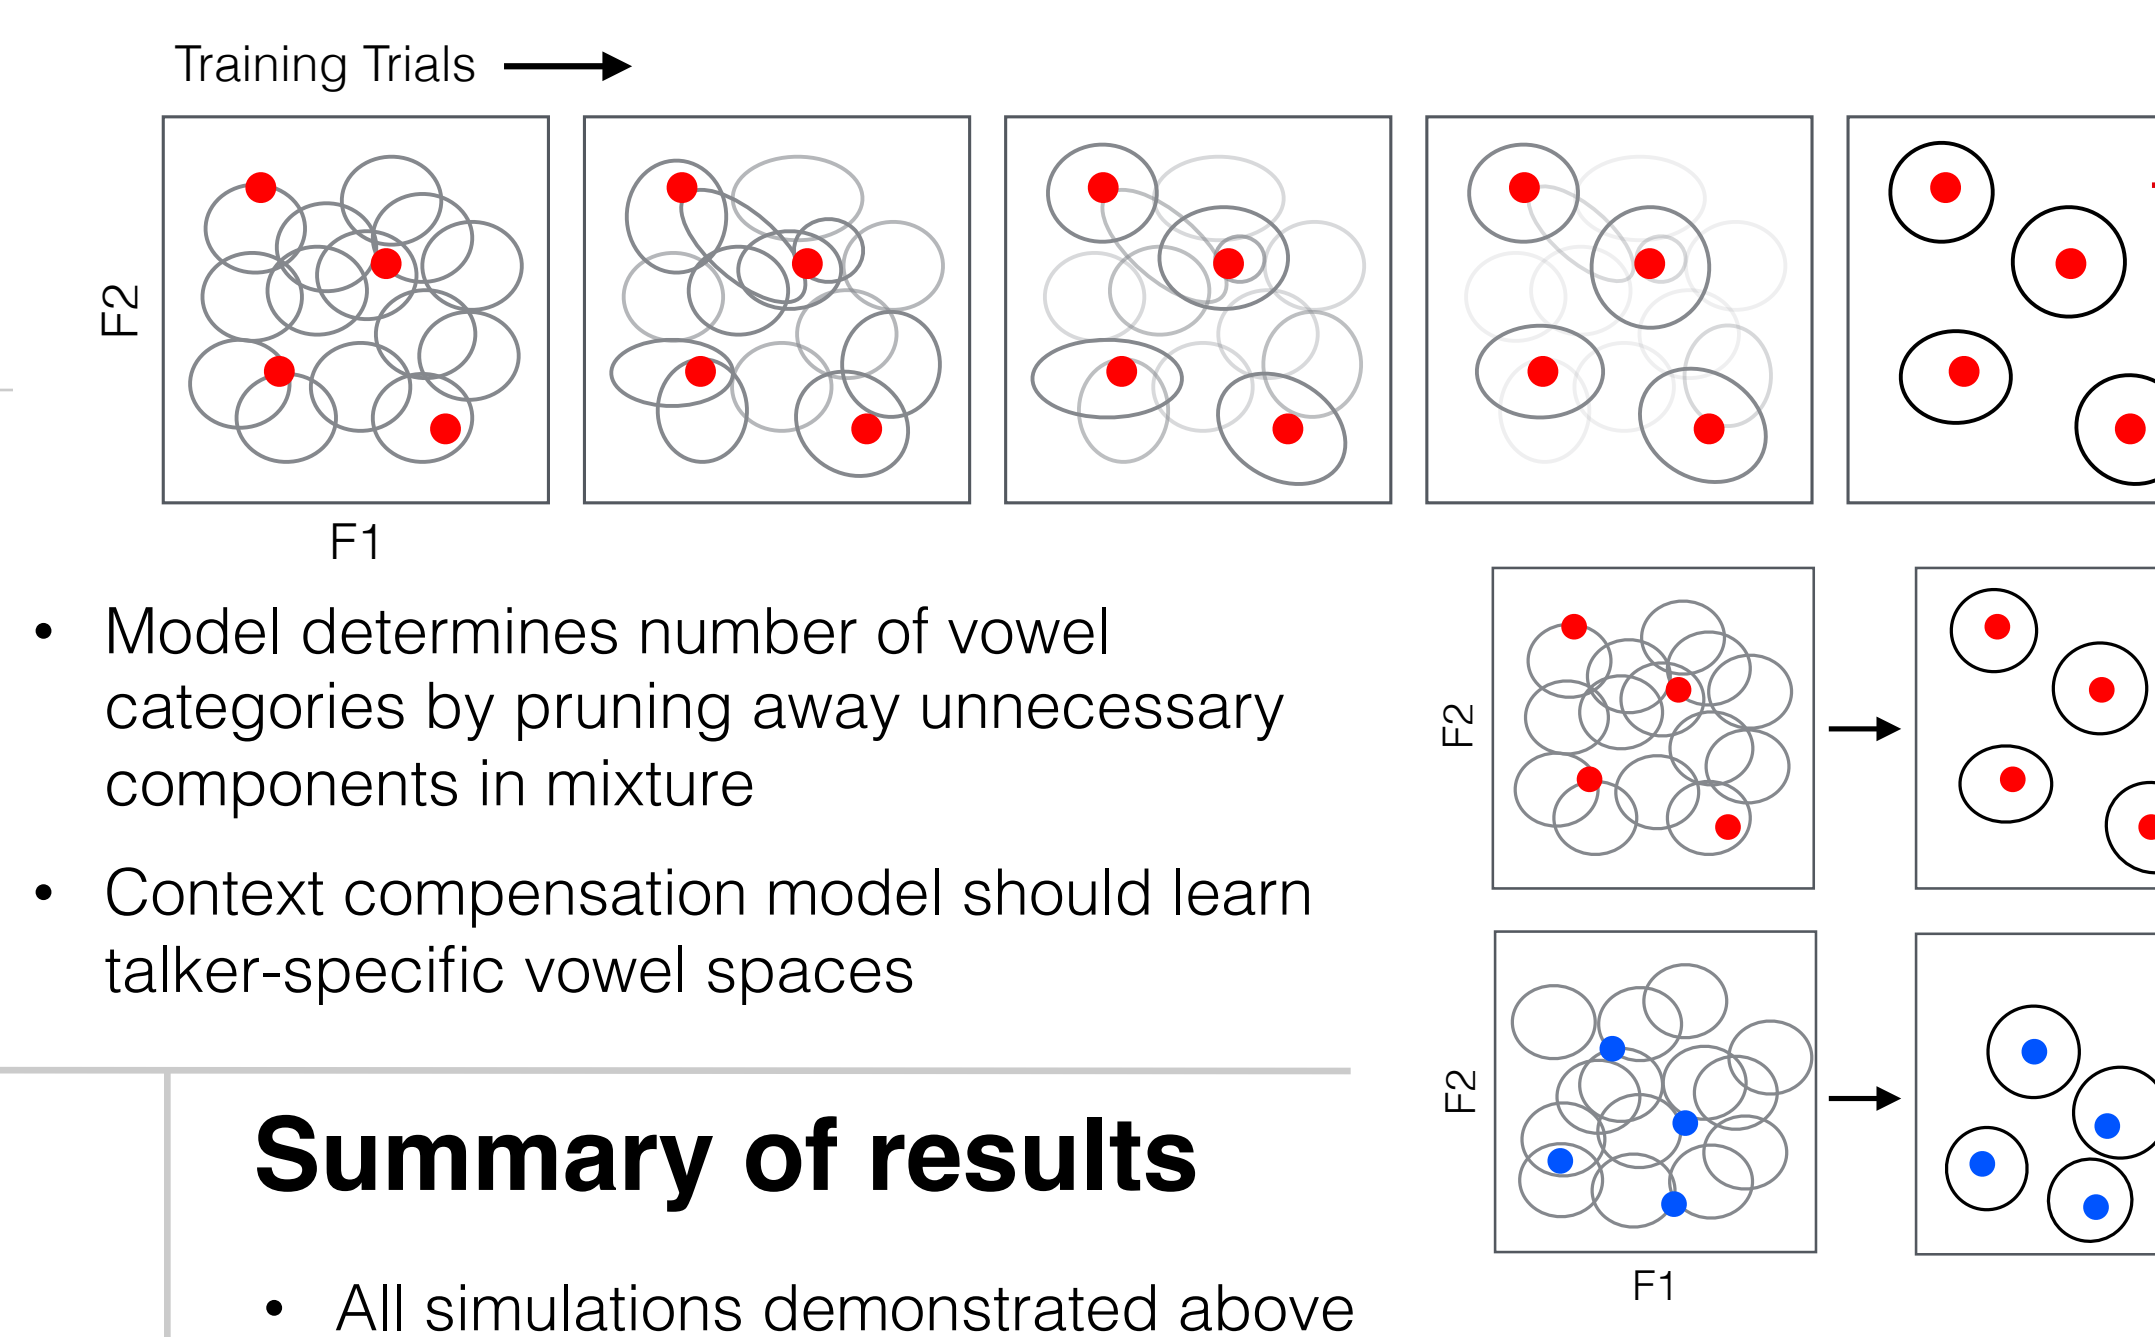 Training Trials
F2
F1
• Model determines number of vowel
categories by pruning away unnecessary
components in mixture
• Context compensation model should learn
talker-specific vowel spaces
F2
F2
F1
Summary of results
• All simulations demonstrated above